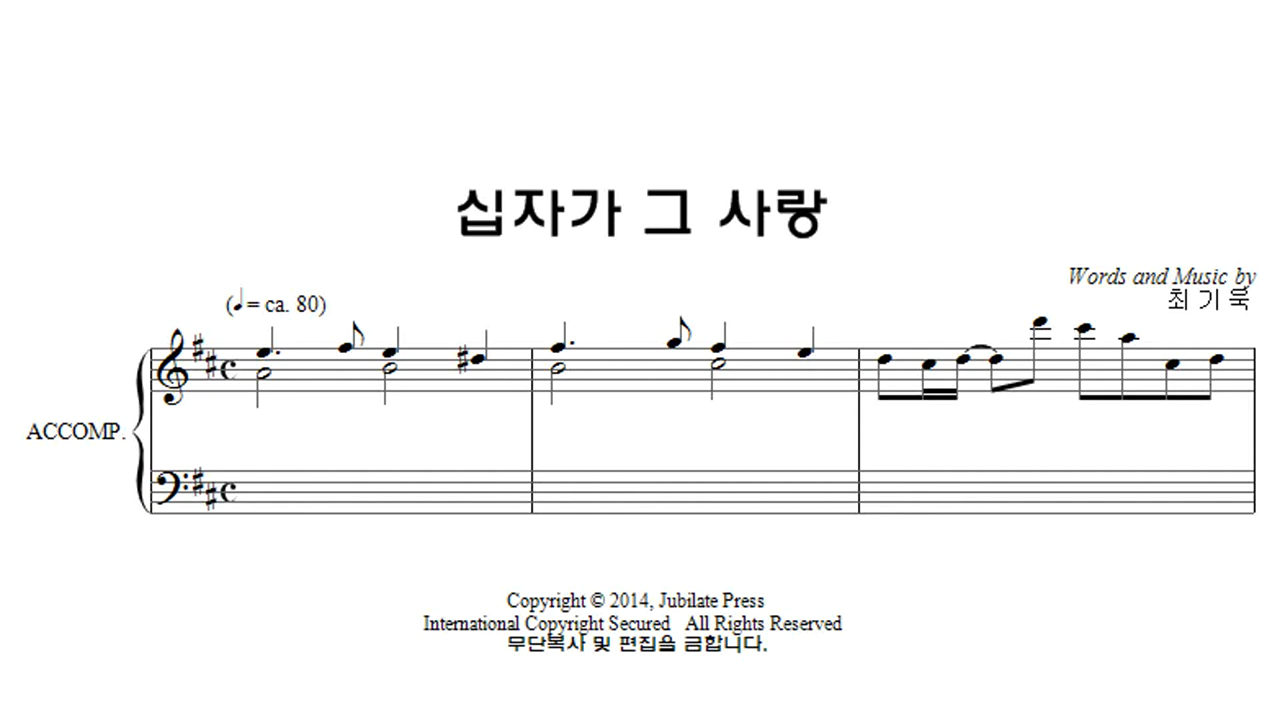 십자가 그 사랑
Words and Music by
최 기 욱
(♩= ca. 80)
ACCOMP.
Copyright © 2014, Jubilate Press
International Copyright Secured All Rights Reserved
무단복사 및 편집을 금합니다.